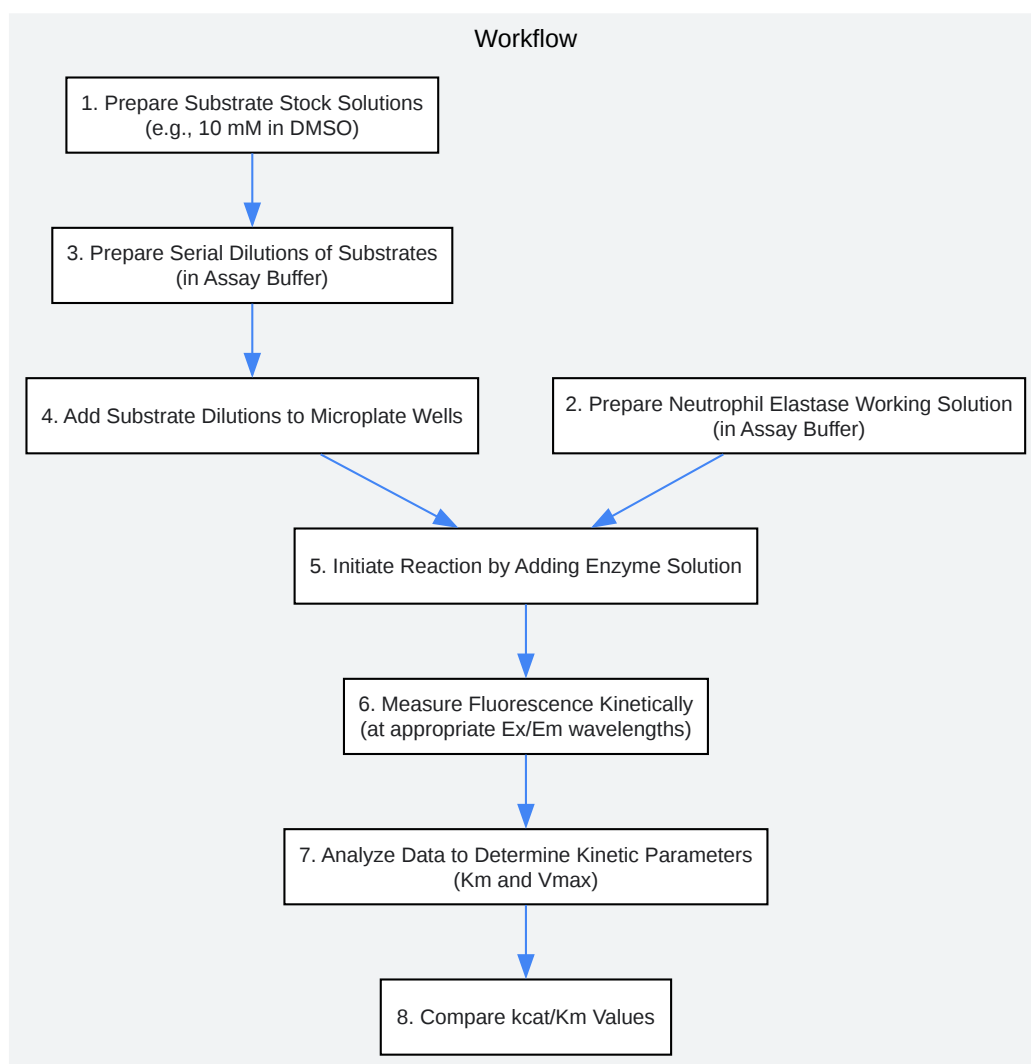 Workflow
1. Prepare Substrate Stock Solutions
(e.g., 10 mM in DMSO)
3. Prepare Serial Dilutions of Substrates
(in Assay Buffer)
4. Add Substrate Dilutions to Microplate Wells
2. Prepare Neutrophil Elastase Working Solution
(in Assay Buffer)
5. Initiate Reaction by Adding Enzyme Solution
6. Measure Fluorescence Kinetically
(at appropriate Ex/Em wavelengths)
7. Analyze Data to Determine Kinetic Parameters
(Km and Vmax)
8. Compare kcat/Km Values